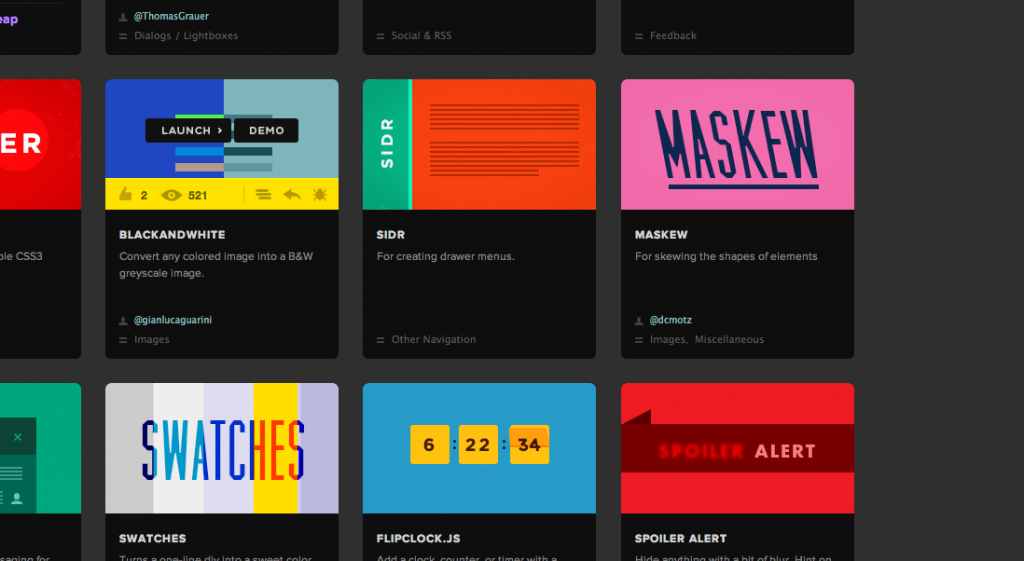 eap
@ThomasGrauer
Dialogs / Lightboxes
Social & RSS
Feedback
ER
LAUNCH ›
DEMO
2
521
SIDR
MASKEW
ple CSS3
BLACKANDWHITE
Convert any colored image into a B&W
greyscale image.
@gianlucaguarini
Images
SIDR
For creating drawer menus.
Other Navigation
MASKEW
For skewing the shapes of elements
@dcmotz
Images, Miscellaneous
SWATCHES
6 : 22 : 34
SPOILER ALERT
SWATCHES
Turns a one-line div into a sweet color
FLIPCLOCK.JS
Add a clock, counter, or timer with a
SPOILER ALERT
Hide anything with a bit of blur. Hint on